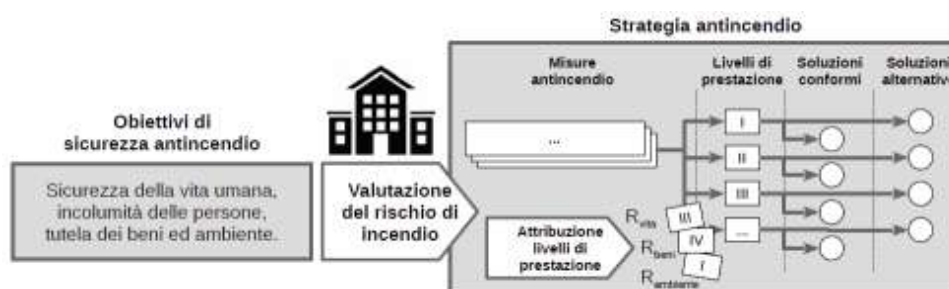 Strategia antincendio
Misure
antincendio
Livelli di
prestazione
Soluzioni
conformi
Soluzioni
alternative
Obiettivi di
sicurezza antincendio
Sicurezza della vita umana,
incolumità delle persone,
tutela dei beni ed ambiente.
Valutazione
del rischio di
incendio
...
I
II
III
...
Attribuzione
livelli di
prestazione
Rvita
III
Rbeni
IV
Rambiente
I